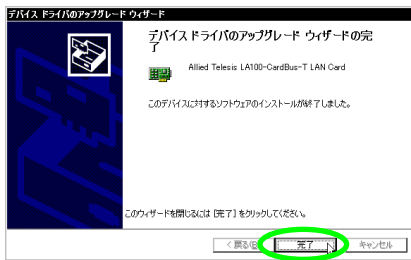 デバイス ドライバのアップグレード ウィザード
デバイス ドライバのアップグレード ウィザードの完
了
Allied Telesis LA100-CardBus-T LAN Card
このデバイスに対するソフトウェアのインストールが終了しました。
このウィザードを閉じるには [完了] をクリックしてください。
< 戻る(B)
完了
キャンセル